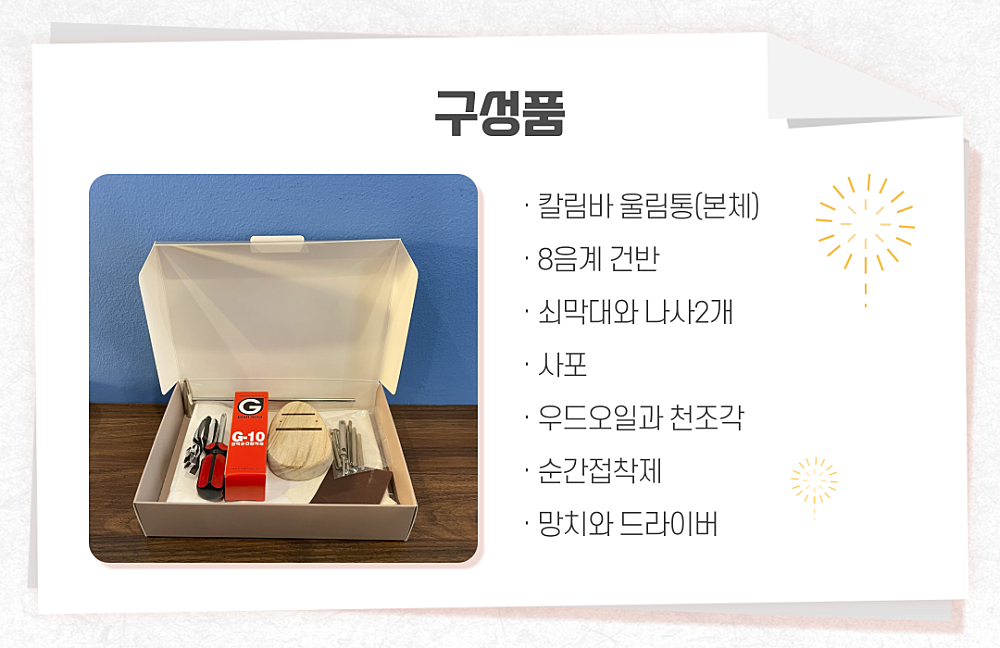 구성품
· 칼림바 울림통(본체)
· 8음계 건반
· 쇠막대와 나사2개
· 사포
· 우드오일과 천조각
· 순간접착제
· 망치와 드라이버
G
G-10